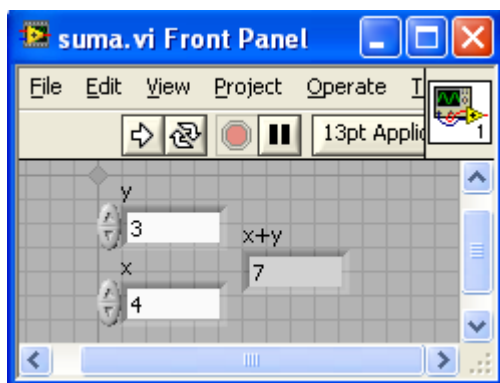 suma.vi Front Panel
File Edit View Project Operate T
13pt Applic
1
y
3
x+y
7
x
4